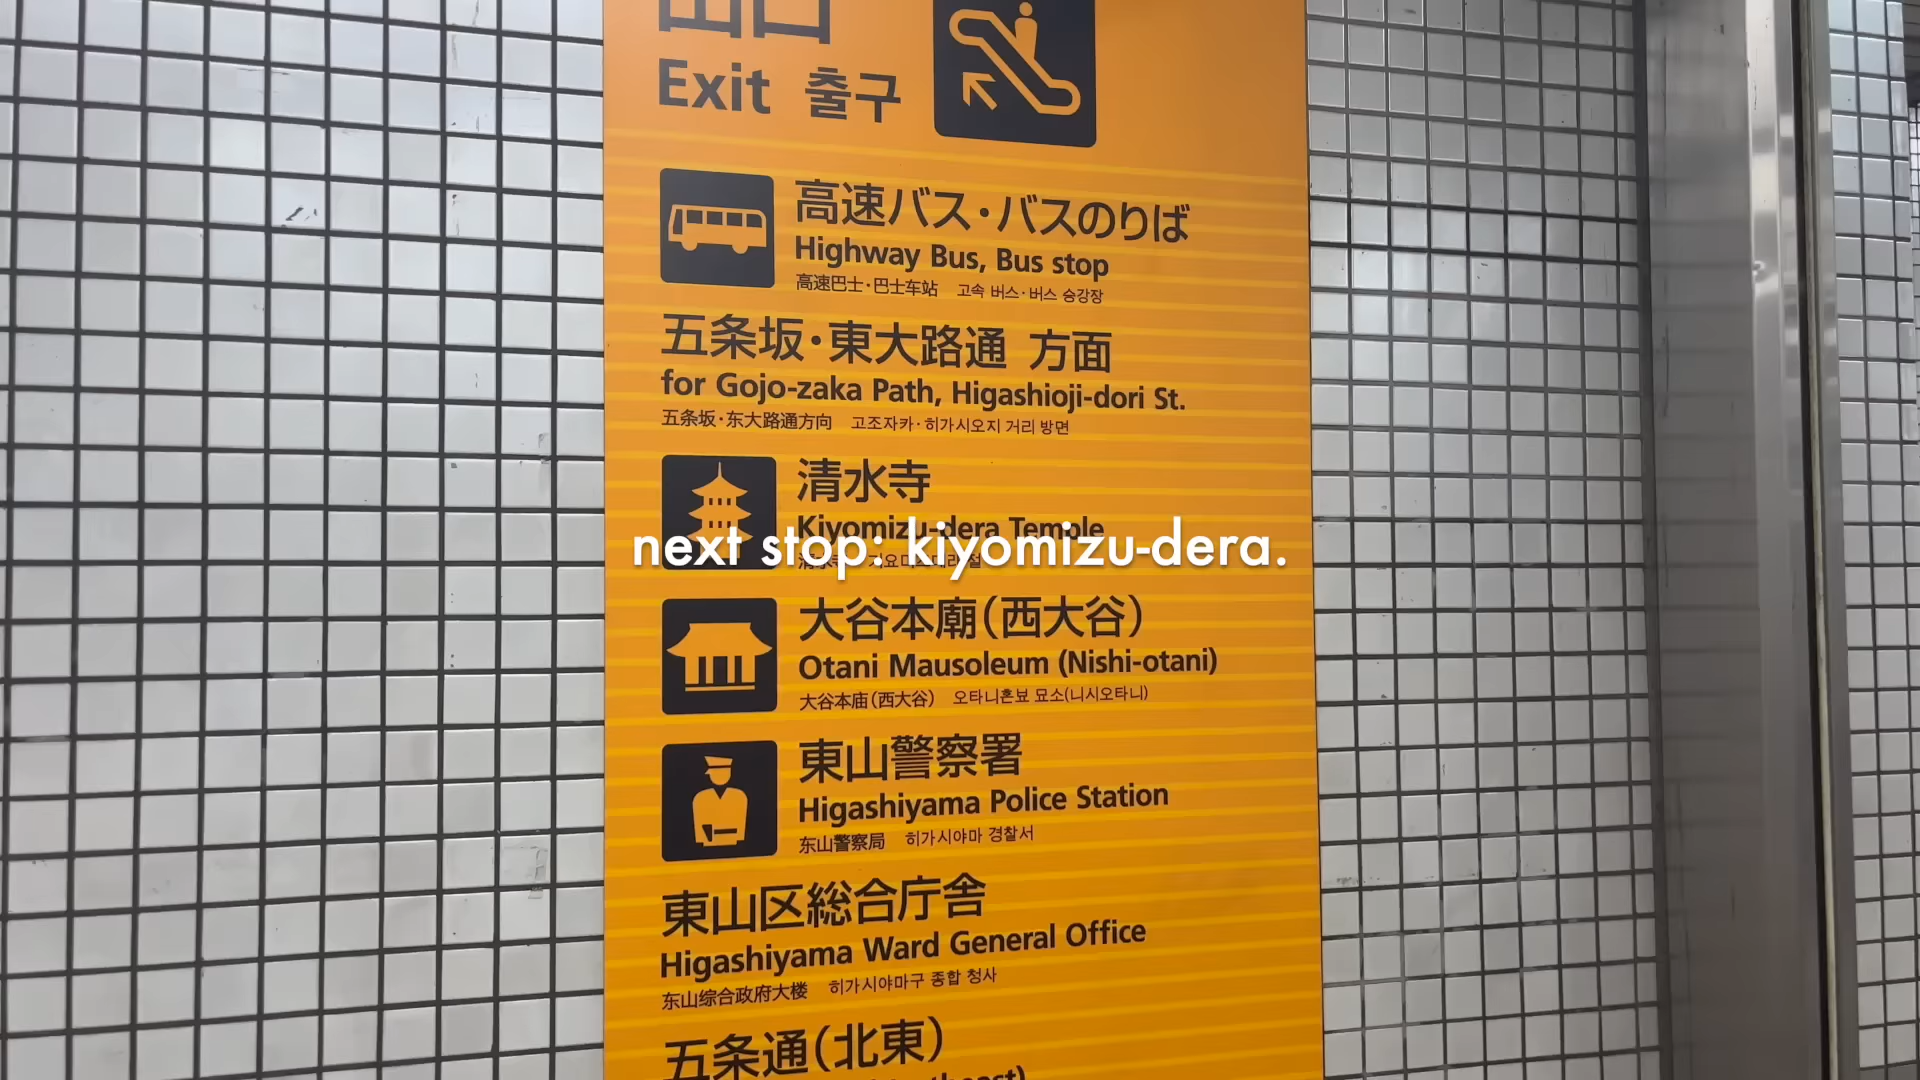 出口
Exit 출구
高速バス・バスのりば
Highway Bus, Bus stop
高速巴士・巴士车站 고속 버스・버스 승강장
五条坂・東大路通 方面
for Gojo-zaka Path, Higashioji-dori St.
五条坂・东大路通方向 고조자카・히가시오지 거리 방면
清水寺
Kiyomizu-dera Temple
next stop: kiyomizu-dera.
大谷本廟(西大谷)
Otani Mausoleum (Nishi-otani)
大谷本庙(西大谷) 오타니혼뵤 묘소(니시오타니)
東山警察署
Higashiyama Police Station
东山警察局 히가시야마 경찰서
東山区総合庁舎
Higashiyama Ward General Office
东山综合政府大楼 히가시야마구 종합 청사
五条通(北東)